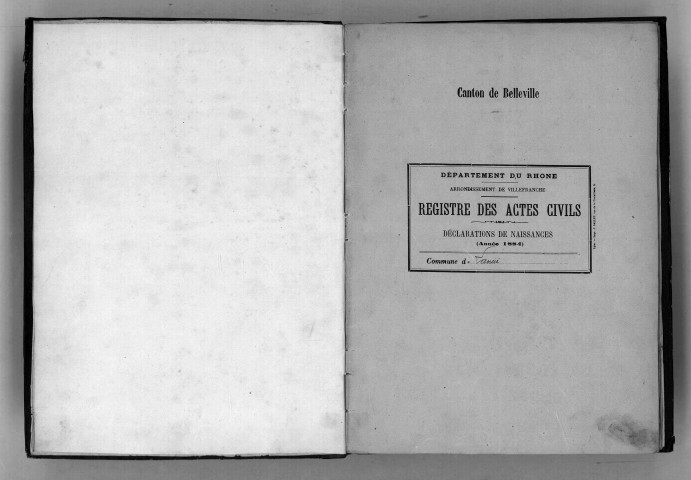 Canton de Belleville
DÉPARTEMENT DU RHONE
ARRONDISSEMENT DE VILLEFRANCHE
REGISTRE DES ACTES CIVILS
DÉCLARATIONS DE NAISSANCES
(Année 1884)
Commune d